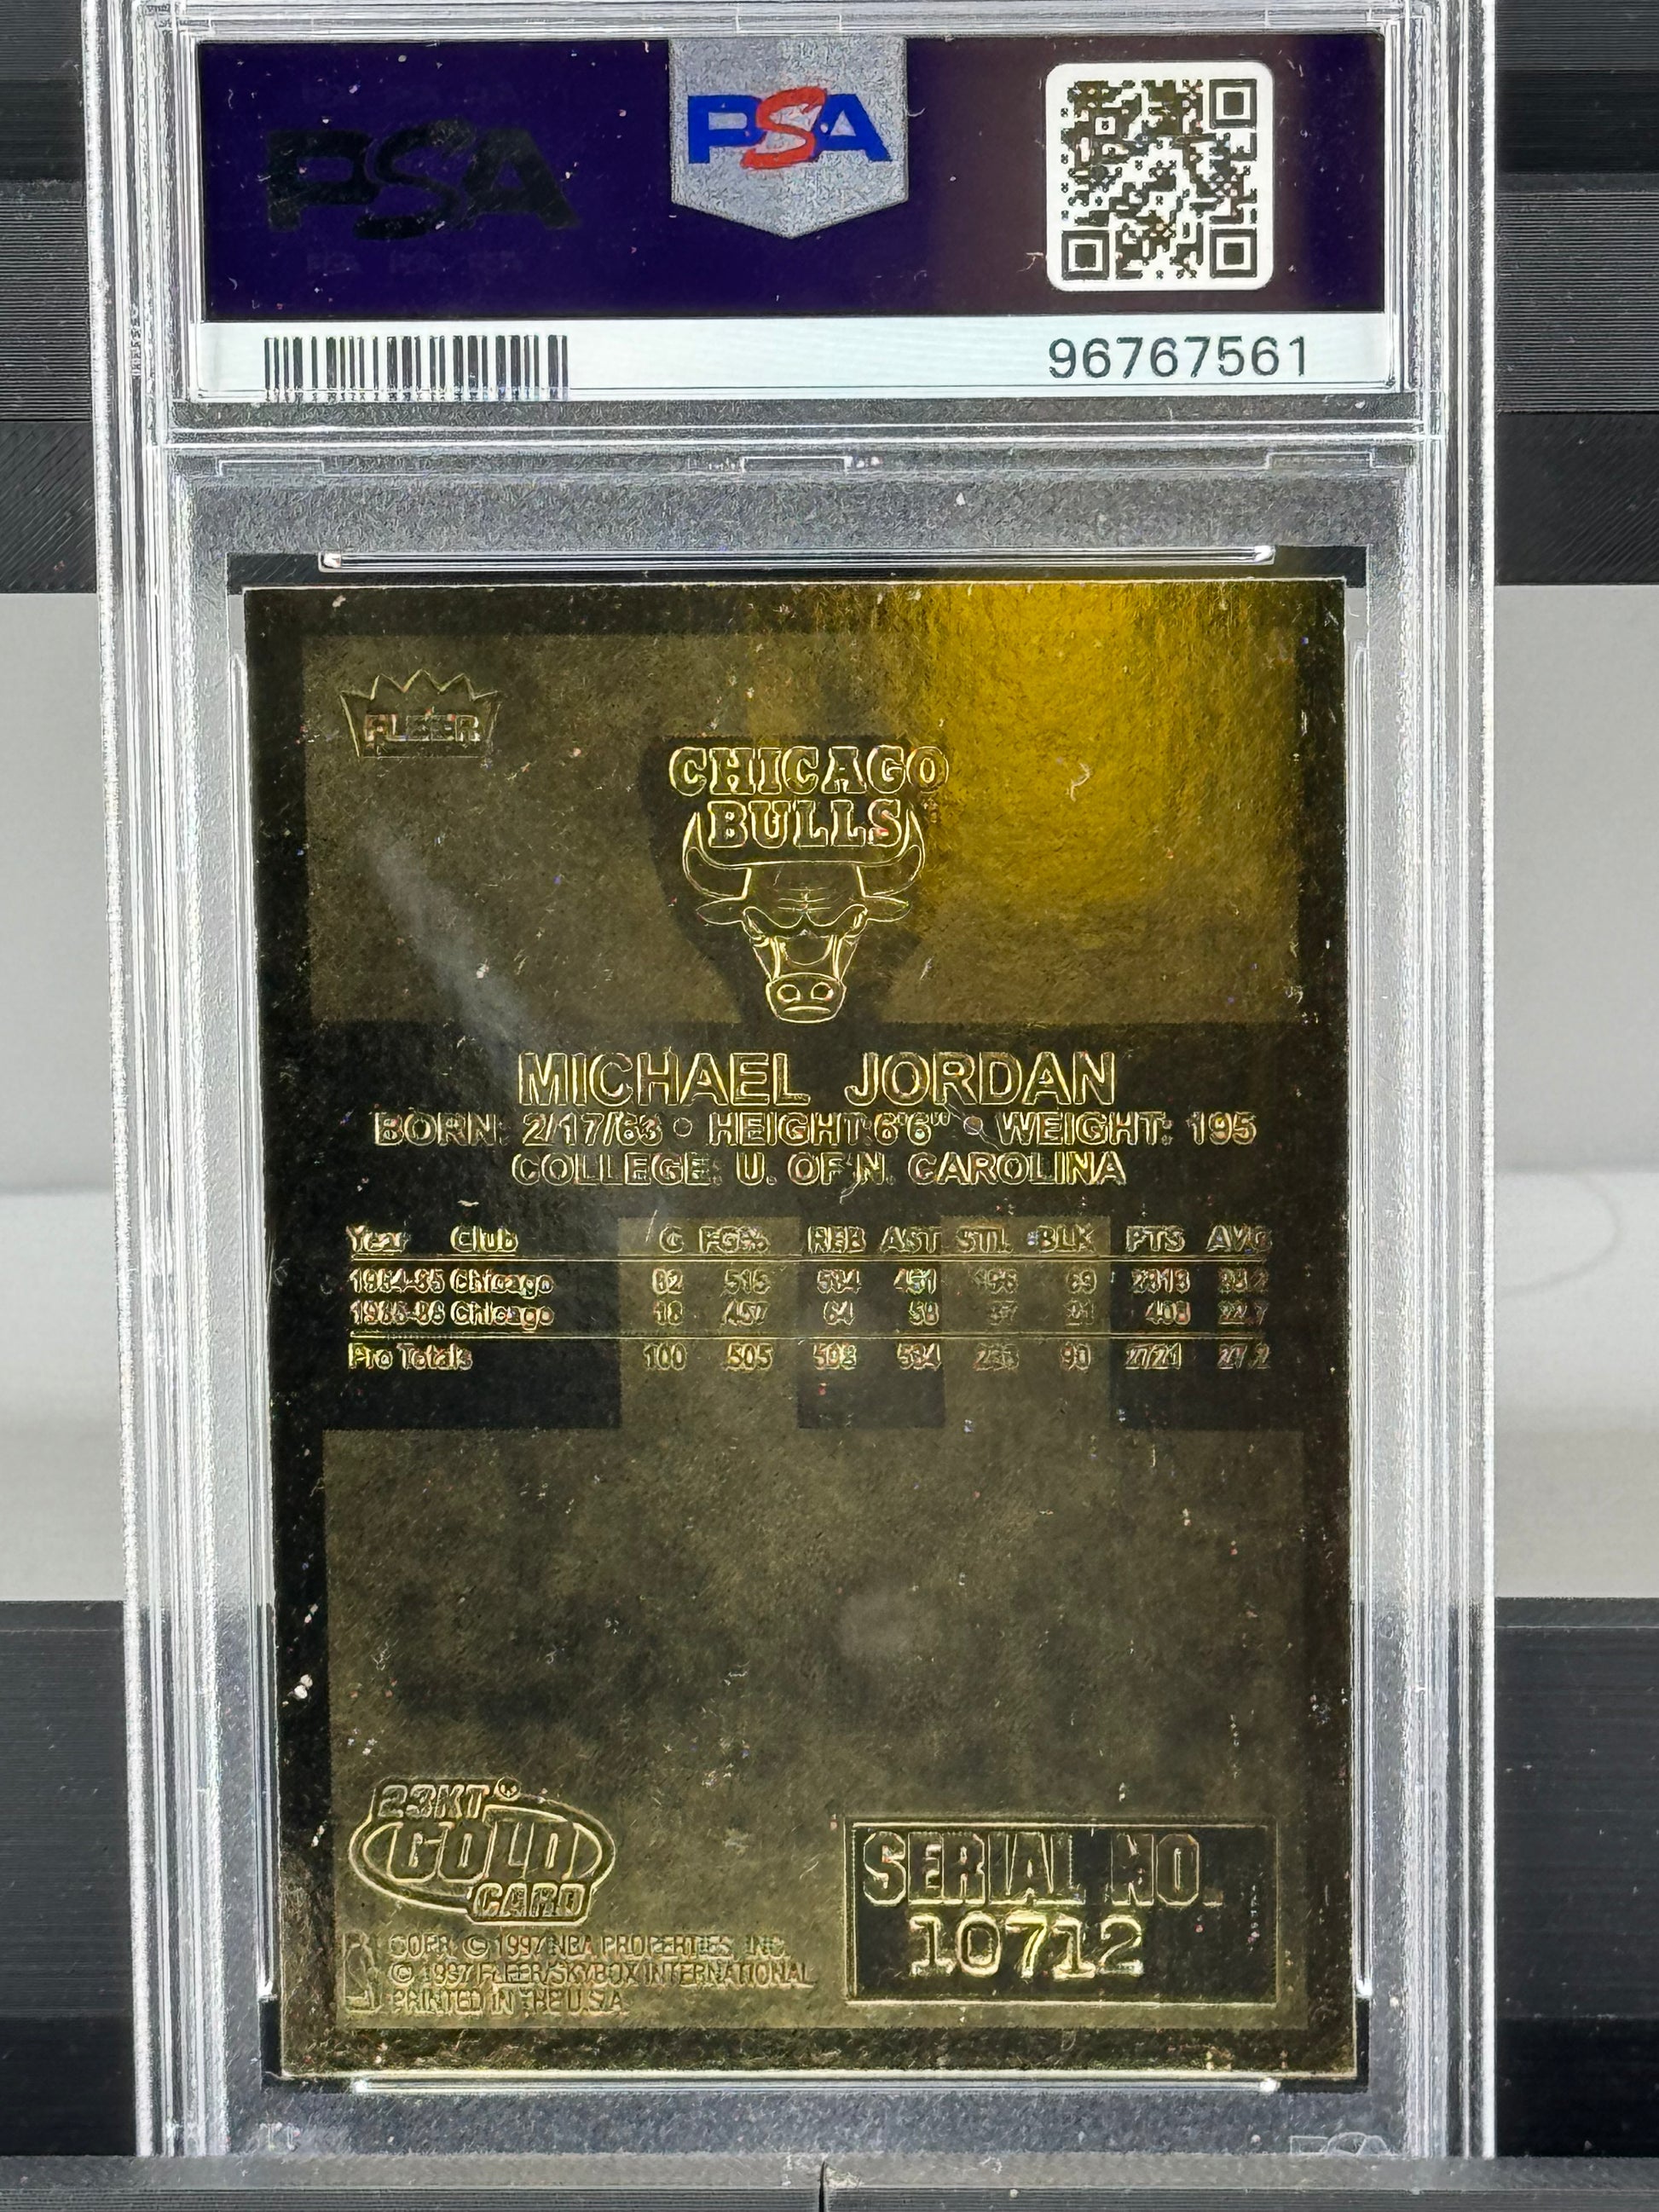 PSA
PSA
96767561
FLEER
CHICAGO
BULLS
MICHAEL JORDAN
BORN: 2/17/63 • HEIGHT:6'6" • WEIGHT: 195
COLLEGE: U. OF N. CAROLINA
Year Club G FG% REB AST STL BLK PTS AVG
1984-85 Chicago 82 .515 534 451 196 69 2313 28.2
1985-86 Chicago 18 .457 64 58 37 21 408 22.7
Pro Totals 100 .505 598 534 233 90 2721 27.2
23KT
GOLD
CARD
SERIAL NO.
10712
COPR. © 1997 NBA PROPERTIES, INC.
© 1997 FLEER/SKYBOX INTERNATIONAL
PRINTED IN THE U.S.A.
PSA